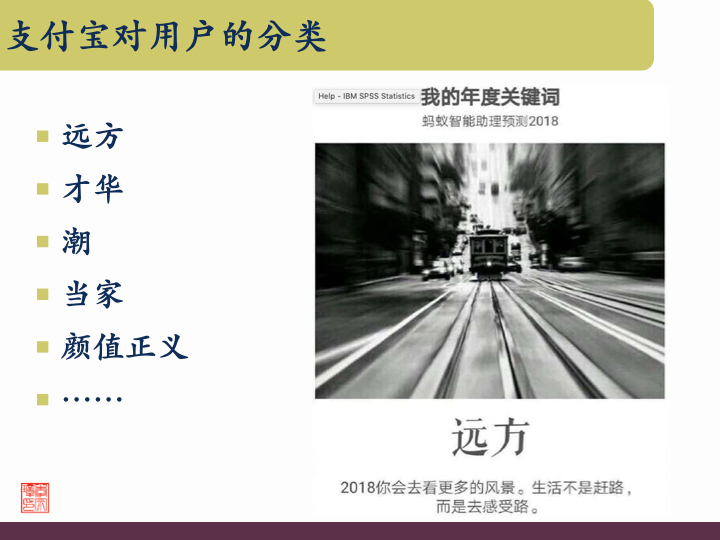 支付宝对用户的分类
远方
才华
潮
当家
颜值正义
……
Help - IBM SPSS Statistics
我的年度关键词
蚂蚁智能助理预测2018
远方
2018你会去看更多的风景。生活不是赶路，
而是去感受路。